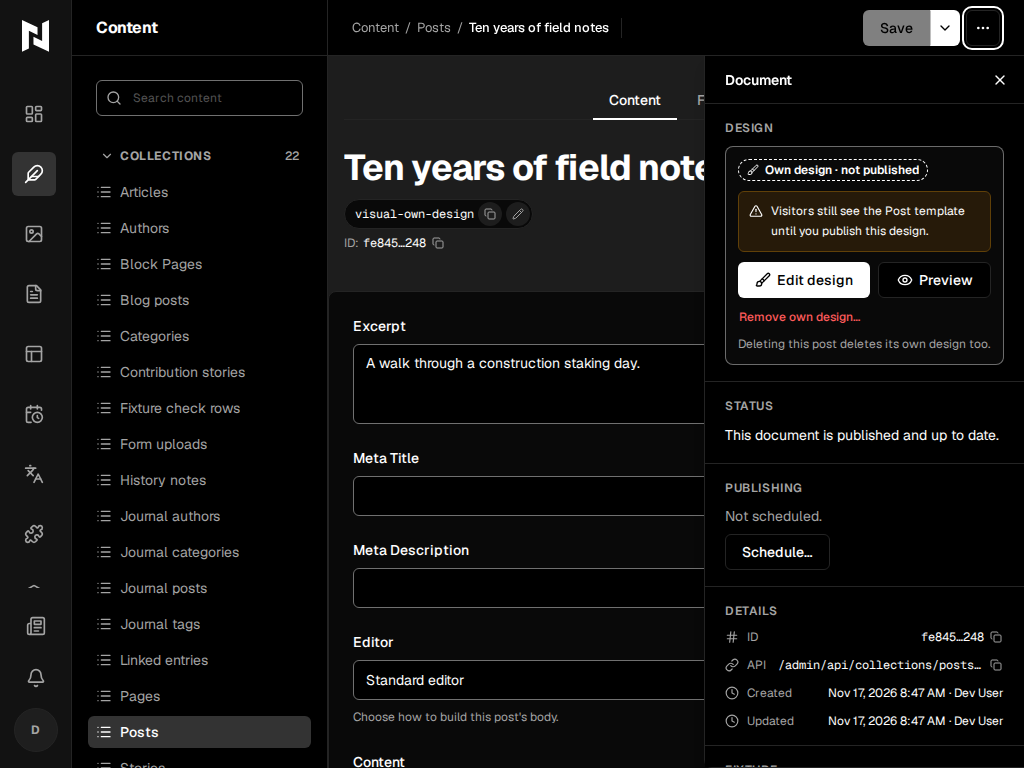 Content
Content / Posts / Ten years of field notes
Save
Search content
COLLECTIONS 22
Articles
Authors
Block Pages
Blog posts
Categories
Contribution stories
Fixture check rows
Form uploads
History notes
Journal authors
Journal categories
Journal posts
Journal tags
Linked entries
Pages
Posts
D
Content
Ten years of field note
visual-own-design
ID: fe845…248
Excerpt
A walk through a construction staking day.
Meta Title
Meta Description
Editor
Standard editor
Choose how to build this post's body.
Content
Document
DESIGN
Own design · not published
Visitors still see the Post template
until you publish this design.
Edit design
Preview
Remove own design…
Deleting this post deletes its own design too.
STATUS
This document is published and up to date.
PUBLISHING
Not scheduled.
Schedule…
DETAILS
ID fe845…248
API /admin/api/collections/posts…
Created Nov 17, 2026 8:47 AM · Dev User
Updated Nov 17, 2026 8:47 AM · Dev User